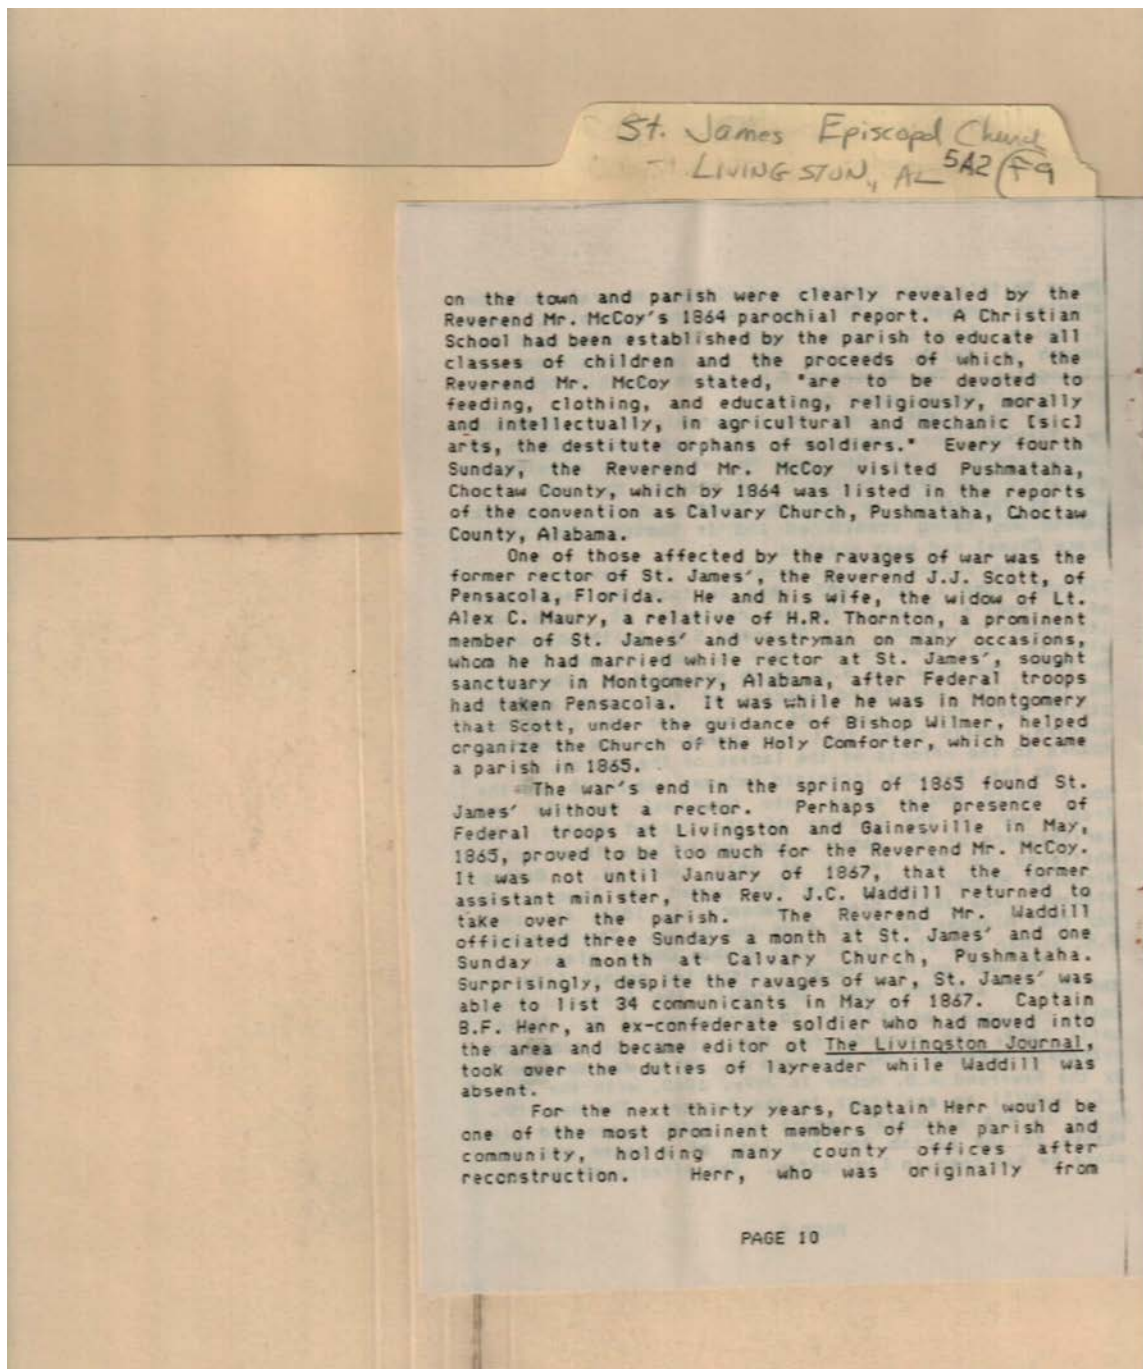 St. James Episcopal Church
LIVINGSTON, AL 5A2 F9
on the town and parish were clearly revealed by the
Reverend Mr. McCoy's 1864 parochial report. A Christian
School had been established by the parish to educate all
classes of children and the proceeds of which, the
Reverend Mr. McCoy stated, "are to be devoted to
feeding, clothing, and educating, religiously, morally
and intellectually, in agricultural and mechanic [sic]
arts, the destitute orphans of soldiers." Every fourth
Sunday, the Reverend Mr. McCoy visited Pushmataha,
Choctaw County, which by 1864 was listed in the reports
of the convention as Calvary Church, Pushmataha, Choctaw
County, Alabama.
One of those affected by the ravages of war was the
former rector of St. James', the Reverend J.J. Scott, of
Pensacola, Florida. He and his wife, the widow of Lt.
Alex C. Maury, a relative of H.R. Thornton, a prominent
member of St. James' and vestryman on many occasions,
whom he had married while rector at St. James', sought
sanctuary in Montgomery, Alabama, after Federal troops
had taken Pensacola. It was while he was in Montgomery
that Scott, under the guidance of Bishop Wilmer, helped
organize the Church of the Holy Comforter, which became
a parish in 1865.
The war's end in the spring of 1865 found St.
James' without a rector. Perhaps the presence of
Federal troops at Livingston and Gainesville in May,
1865, proved to be too much for the Reverend Mr. McCoy.
It was not until January of 1867, that the former
assistant minister, the Rev. J.C. Waddill returned to
take over the parish. The Reverend Mr. Waddill
officiated three Sundays a month at St. James' and one
Sunday a month at Calvary Church, Pushmataha.
Surprisingly, despite the ravages of war, St. James' was
able to list 34 communicants in May of 1867. Captain
B.F. Herr, an ex-confederate soldier who had moved into
the area and became editor ot The Livingston Journal,
took over the duties of layreader while Waddill was
absent.
For the next thirty years, Captain Herr would be
one of the most prominent members of the parish and
community, holding many county offices after
reconstruction. Herr, who was originally from
PAGE 10